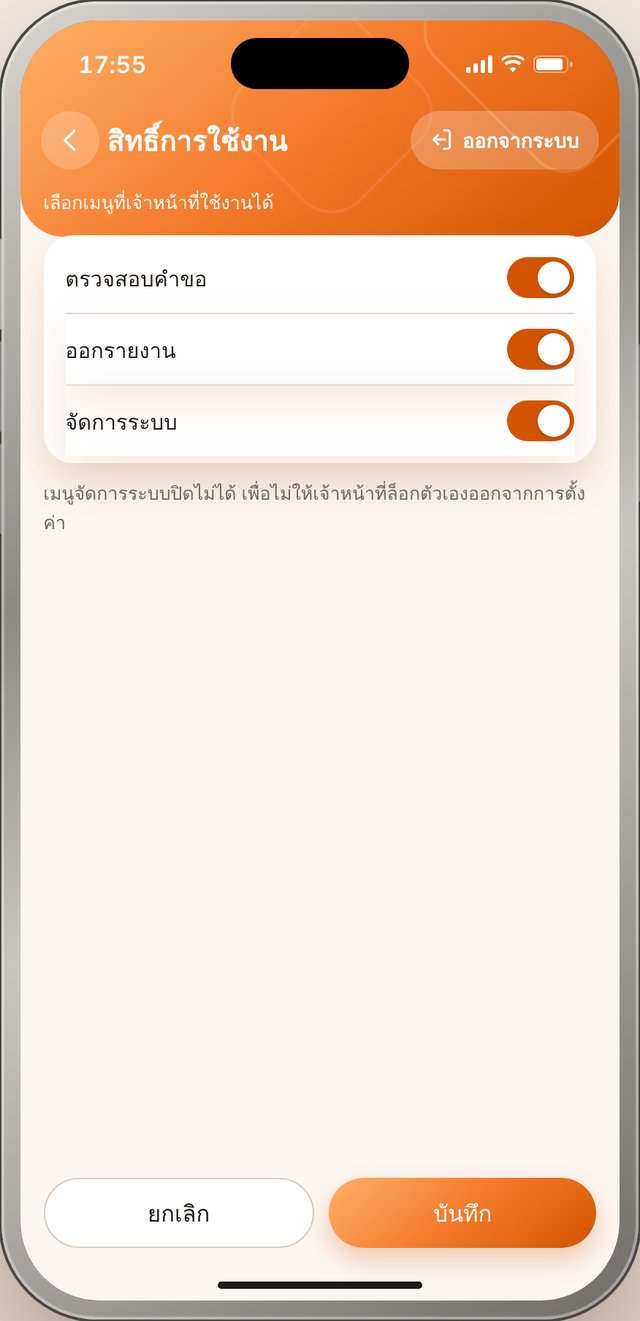 17:55
สิทธิ์การใช้งาน
ออกจากระบบ
เลือกเมนูที่เจ้าหน้าที่ใช้งานได้
ตรวจสอบคำขอ
ออกรายงาน
จัดการระบบ
เมนูจัดการระบบปิดไม่ได้ เพื่อไม่ให้เจ้าหน้าที่ล็อกตัวเองออกจากการตั้ง
ค่า
ยกเลิก
บันทึก